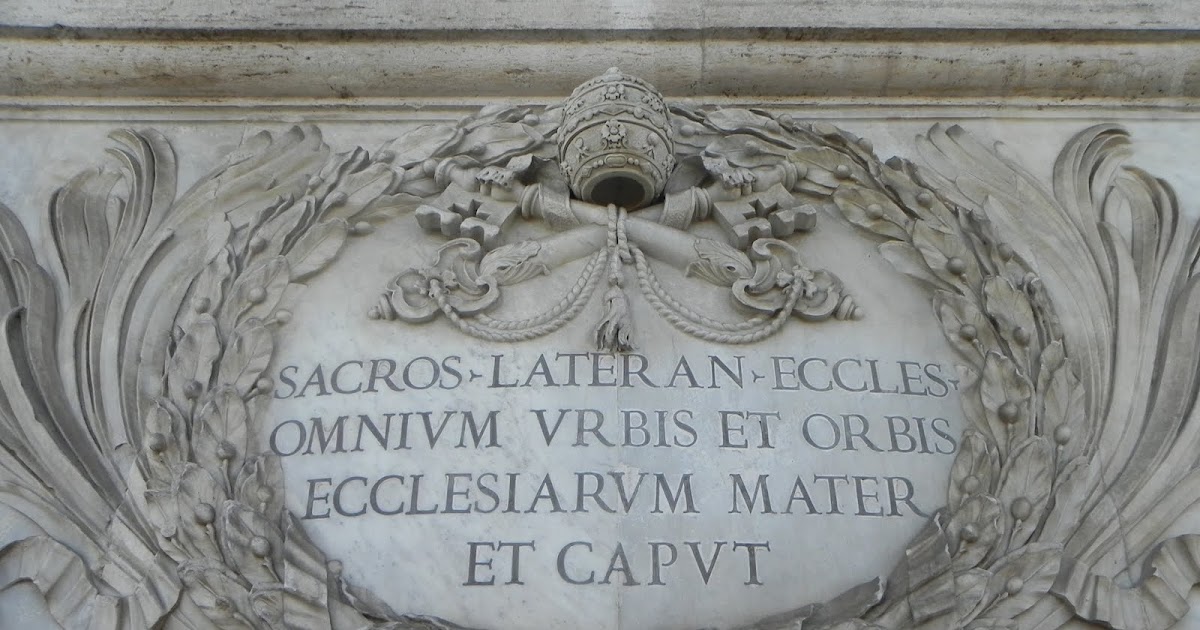 SACROS · LATERAN · ECCLES ·
OMNIVM VRBIS ET ORBIS
ECCLESIARVM MATER
ET CAPVT